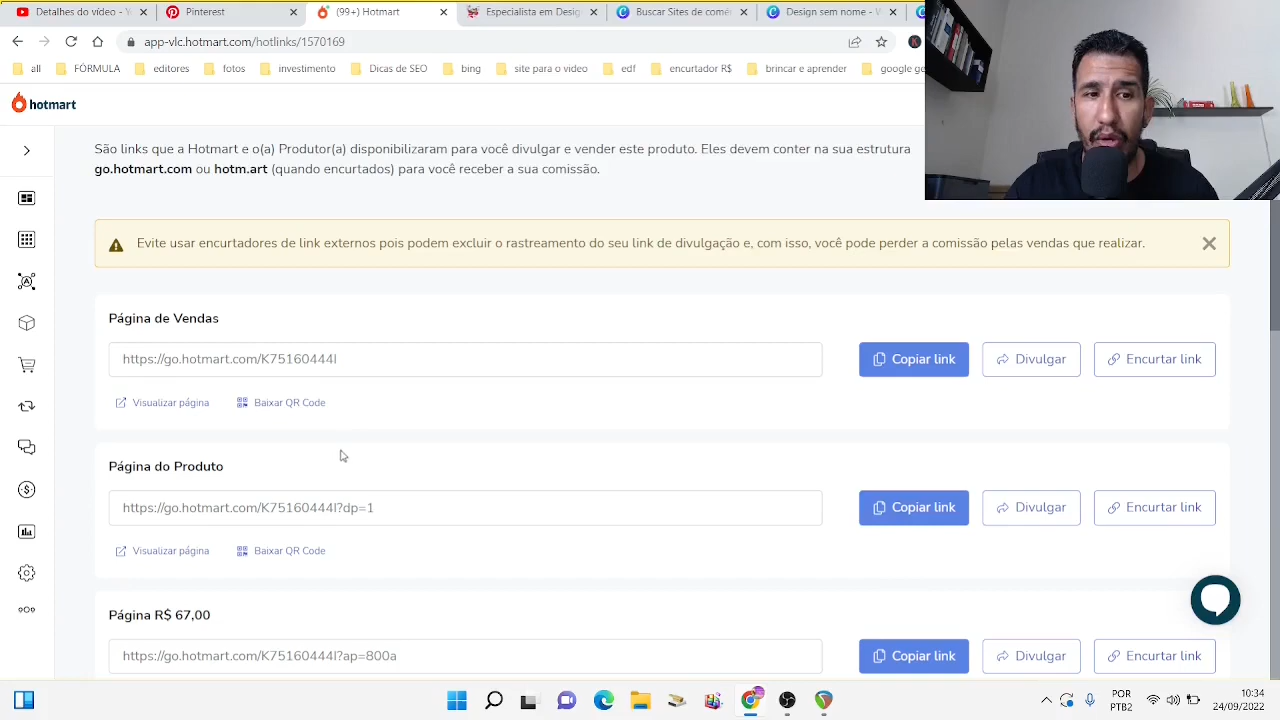 Detalhes do vídeo - Y
Pinterest
(99+) Hotmart
Especialista em Desig
Buscar Sites de comér
Design sem nome - W
app-vlc.hotmart.com/hotlinks/1570169
all
FÓRMULA
editores
fotos
investimento
Dicas de SEO
bing
site para o video
edf
encurtador R$
brincar e aprender
google ge
hotmart
São links que a Hotmart e o(a) Produtor(a) disponibilizaram para você divulgar e vender este produto. Eles devem conter na sua estrutura
go.hotmart.com ou hotm.art (quando encurtados) para você receber a sua comissão.
Evite usar encurtadores de link externos pois podem excluir o rastreamento do seu link de divulgação e, com isso, você pode perder a comissão pelas vendas que realizar.
Página de Vendas
https://go.hotmart.com/K75160444I
Copiar link
Divulgar
Encurtar link
Visualizar página
Baixar QR Code
Página do Produto
https://go.hotmart.com/K75160444I?dp=1
Copiar link
Divulgar
Encurtar link
Visualizar página
Baixar QR Code
Página R$ 67,00
https://go.hotmart.com/K75160444I?ap=800a
Copiar link
Divulgar
Encurtar link
POR
PTB2
10:34
24/09/2022